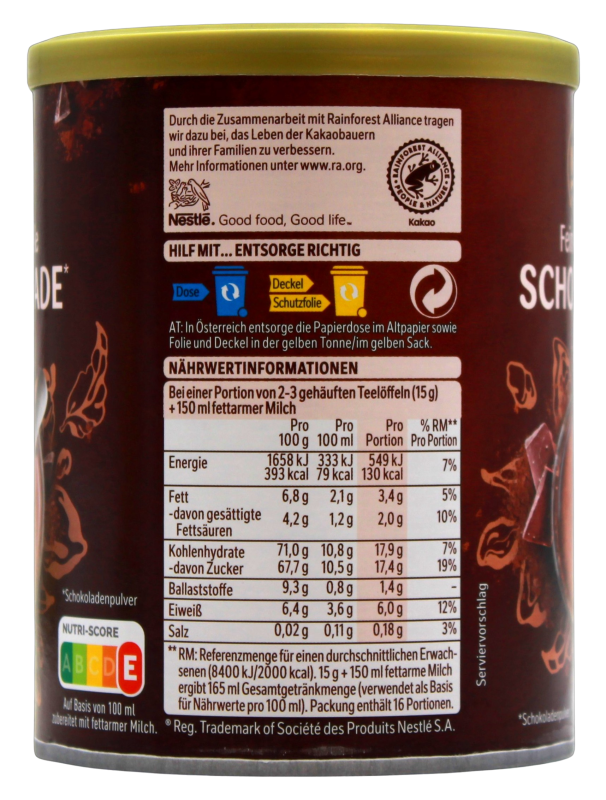 Durch die Zusammenarbeit mit Rainforest Alliance tragen
wir dazu bei, das Leben der Kakaobauern
und ihrer Familien zu verbessern.
Mehr Informationen unter www.ra.org.
RAINFOREST ALLIANCE
PEOPLE & NATURE
Kakao
Nestlé. Good food, Good life™
HILF MIT... ENTSORGE RICHTIG
Dose
Deckel
Schutzfolie
AT: In Österreich entsorge die Papierdose im Altpapier sowie
Folie und Deckel in der gelben Tonne/im gelben Sack.
NÄHRWERTINFORMATIONEN
Bei einer Portion von 2-3 gehäuften Teelöffeln (15 g)
+ 150 ml fettarmer Milch
Pro Pro Pro % RM**
100 g 100 ml Portion Pro Portion
Energie 1658 kJ 333 kJ 549 kJ 7%
393 kcal 79 kcal 130 kcal
Fett 6,8 g 2,1 g 3,4 g 5%
-davon gesättigte
Fettsäuren 4,2 g 1,2 g 2,0 g 10%
Kohlenhydrate 71,0 g 10,8 g 17,9 g 7%
-davon Zucker 67,7 g 10,5 g 17,4 g 19%
Ballaststoffe 9,3 g 0,8 g 1,4 g -
Eiweiß 6,4 g 3,6 g 6,0 g 12%
Salz 0,02 g 0,11 g 0,18 g 3%
** RM: Referenzmenge für einen durchschnittlichen Erwach-
senen (8400 kJ/2000 kcal). 15 g + 150 ml fettarme Milch
ergibt 165 ml Gesamtgetränkmenge (verwendet als Basis
für Nährwerte pro 100 ml). Packung enthält 16 Portionen.
® Reg. Trademark of Société des Produits Nestlé S.A.
ADE*
*Schokoladenpulver
NUTRI-SCORE
A B C D E
Auf Basis von 100 ml
zubereitet mit fettarmer Milch.
SCHO
Serviervorschlag
*Schokoladenpulve